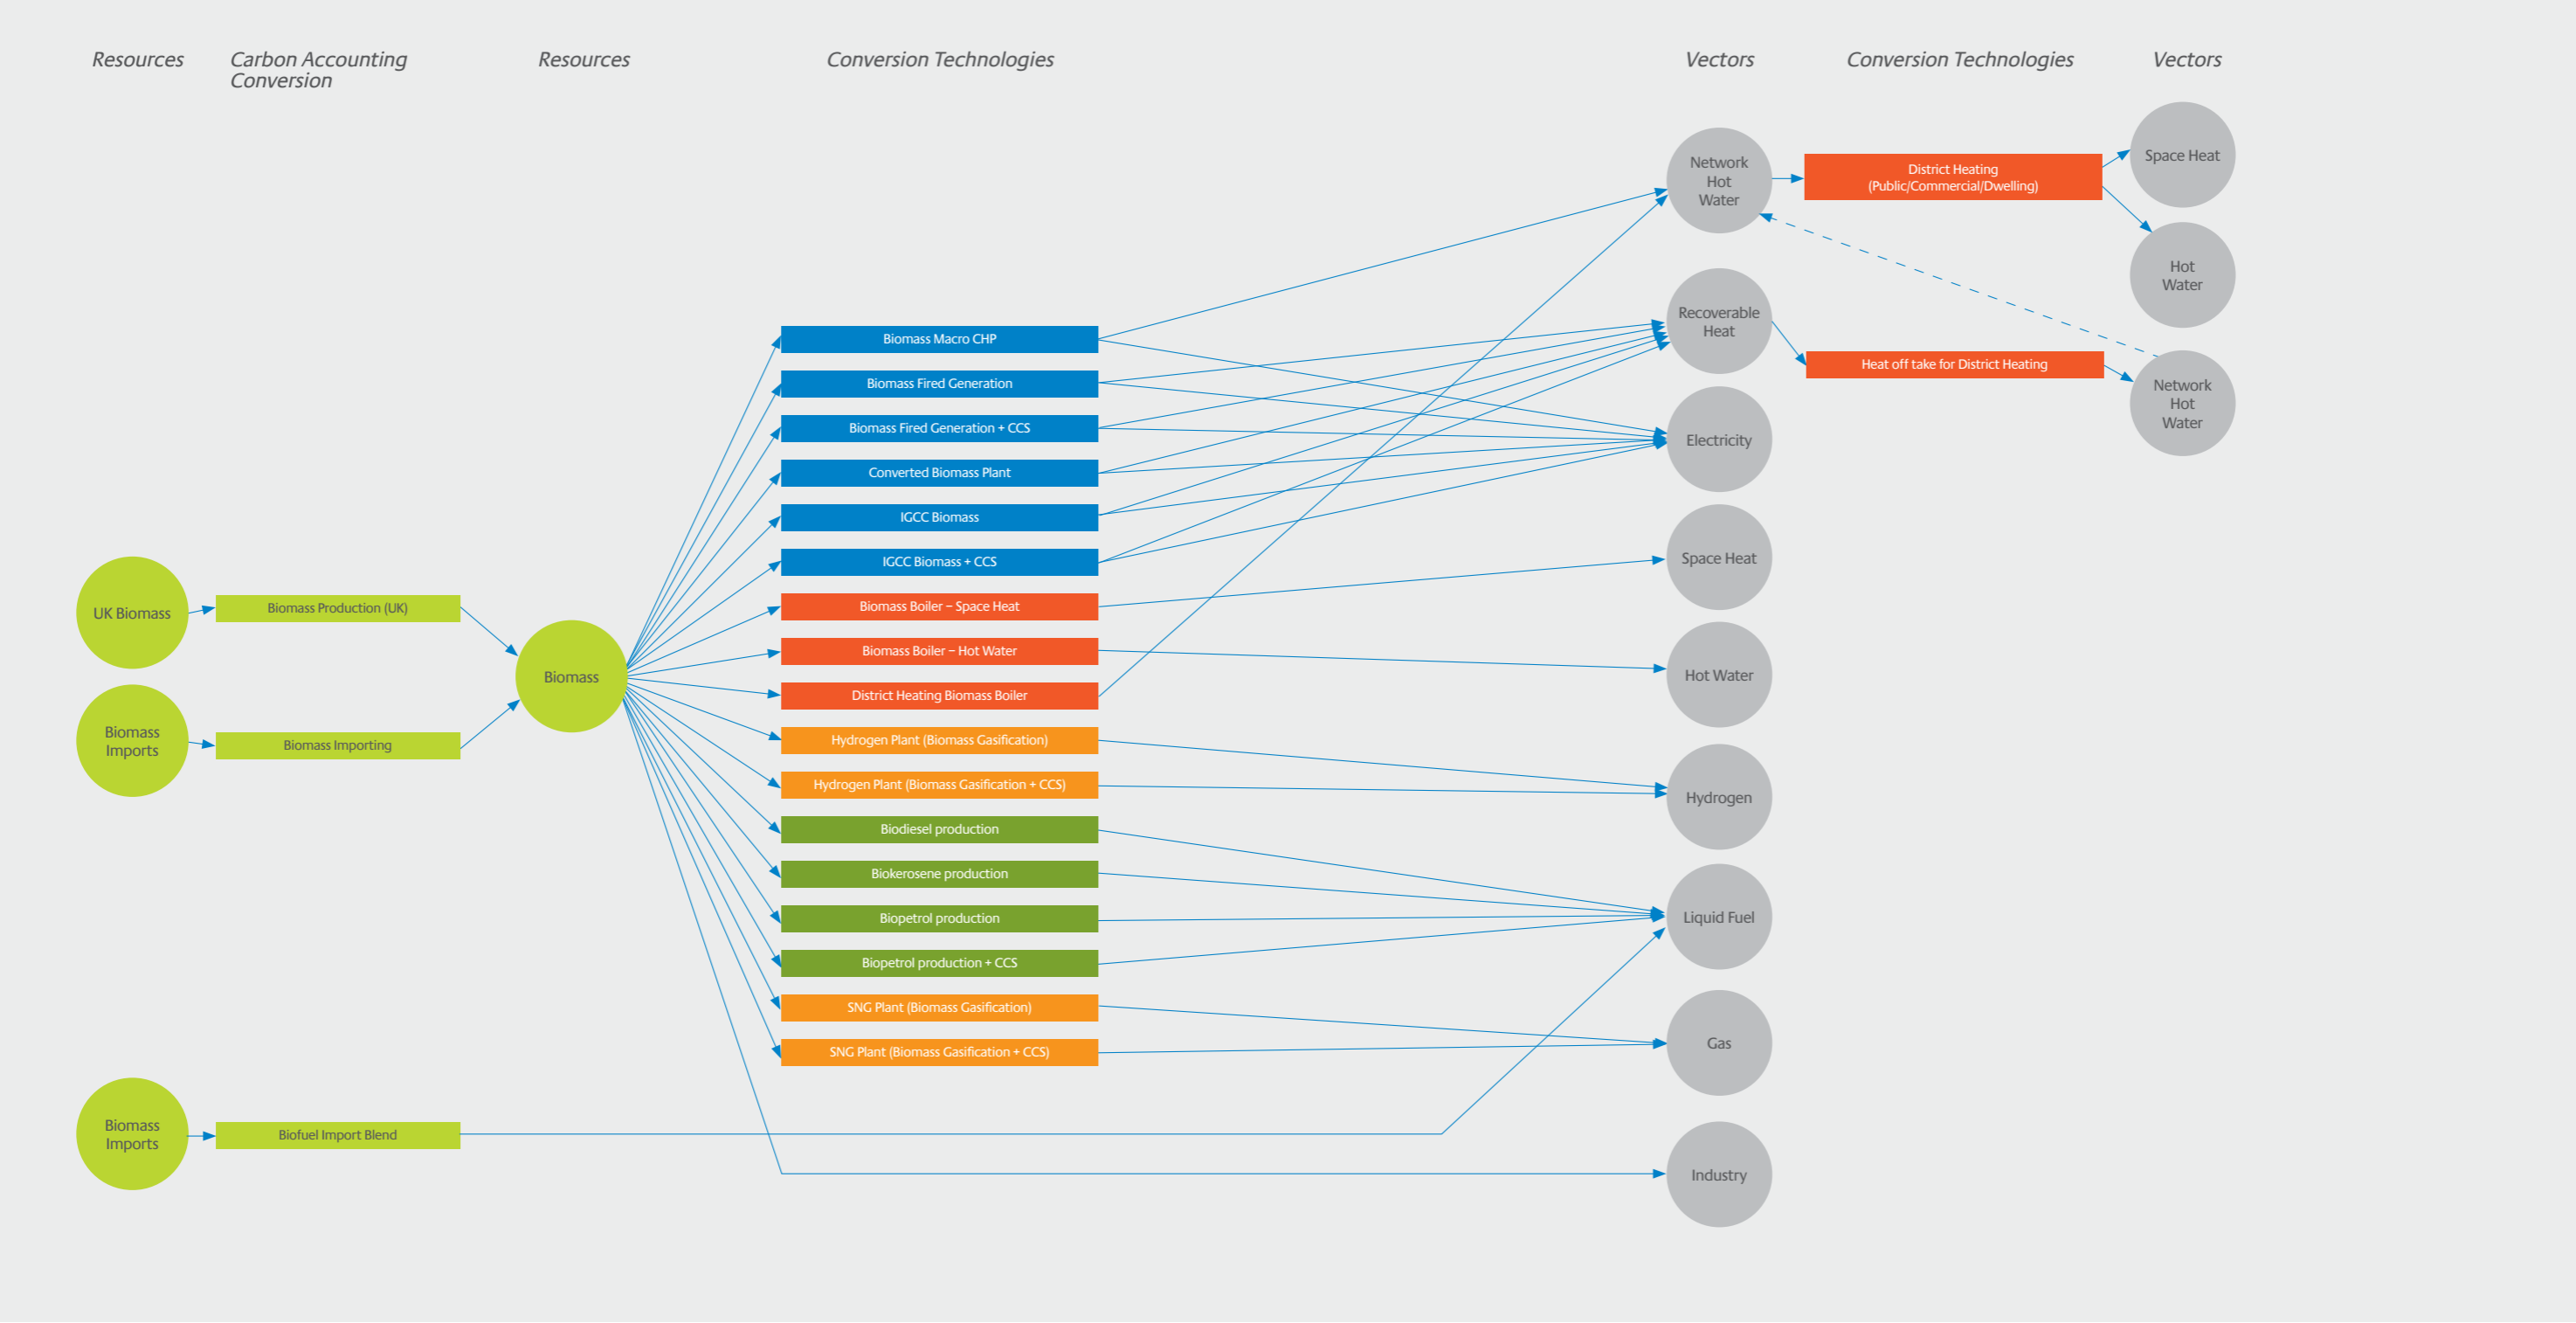 Resources
Carbon Accounting
Conversion
Resources
Conversion Technologies
Vectors
Conversion Technologies
Vectors
UK Biomass
Biomass
Imports
Biomass
Imports
Biomass Production (UK)
Biomass Importing
Biofuel Import Blend
Biomass
Biomass Macro CHP
Biomass Fired Generation
Biomass Fired Generation + CCS
Converted Biomass Plant
IGCC Biomass
IGCC Biomass + CCS
Biomass Boiler – Space Heat
Biomass Boiler – Hot Water
District Heating Biomass Boiler
Hydrogen Plant (Biomass Gasification)
Hydrogen Plant (Biomass Gasification + CCS)
Biodiesel production
Biokerosene production
Biopetrol production
Biopetrol production + CCS
SNG Plant (Biomass Gasification)
SNG Plant (Biomass Gasification + CCS)
Network
Hot
Water
Recoverable
Heat
Electricity
Space Heat
Hot Water
Hydrogen
Liquid Fuel
Gas
Industry
District Heating
(Public/Commercial/Dwelling)
Heat off take for District Heating
Space Heat
Hot
Water
Network
Hot
Water